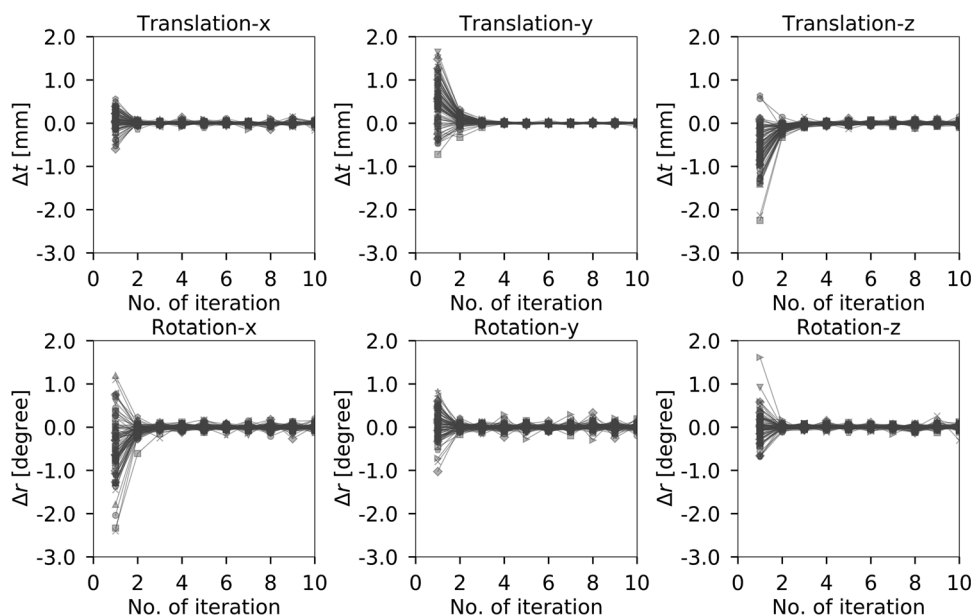 Translation-x
2.0
1.0
0.0
-1.0
-2.0
-3.0
Δt [mm]
0 2 4 6 8 10
No. of iteration
Translation-y
2.0
1.0
0.0
-1.0
-2.0
-3.0
Δt [mm]
0 2 4 6 8 10
No. of iteration
Translation-z
2.0
1.0
0.0
-1.0
-2.0
-3.0
Δt [mm]
0 2 4 6 8 10
No. of iteration
Rotation-x
2.0
1.0
0.0
-1.0
-2.0
-3.0
Δr [degree]
0 2 4 6 8 10
No. of iteration
Rotation-y
2.0
1.0
0.0
-1.0
-2.0
-3.0
Δr [degree]
0 2 4 6 8 10
No. of iteration
Rotation-z
2.0
1.0
0.0
-1.0
-2.0
-3.0
Δr [degree]
0 2 4 6 8 10
No. of iteration